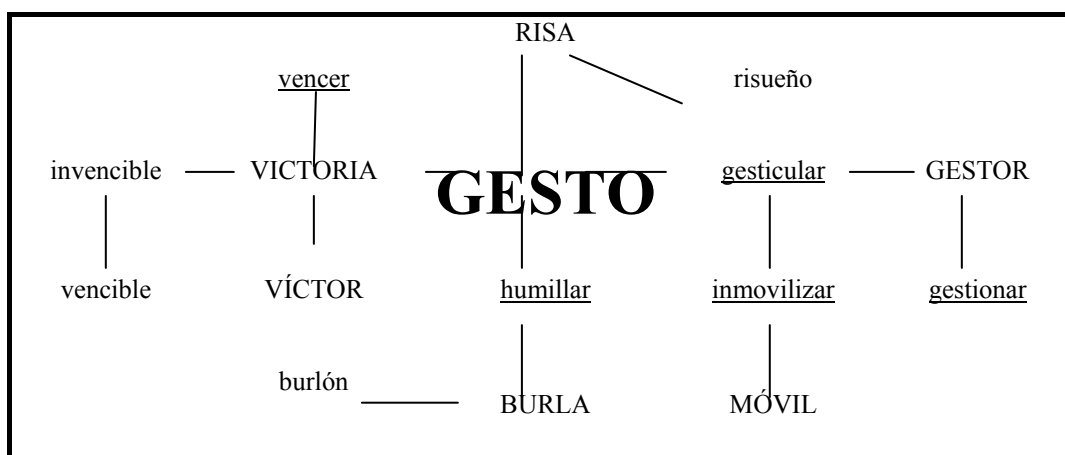 RISA
vencer risueño
invencible VICTORIA GESTO gesticular GESTOR
vencible VÍCTOR humillar inmovilizar gestionar
burlón BURLA MÓVIL